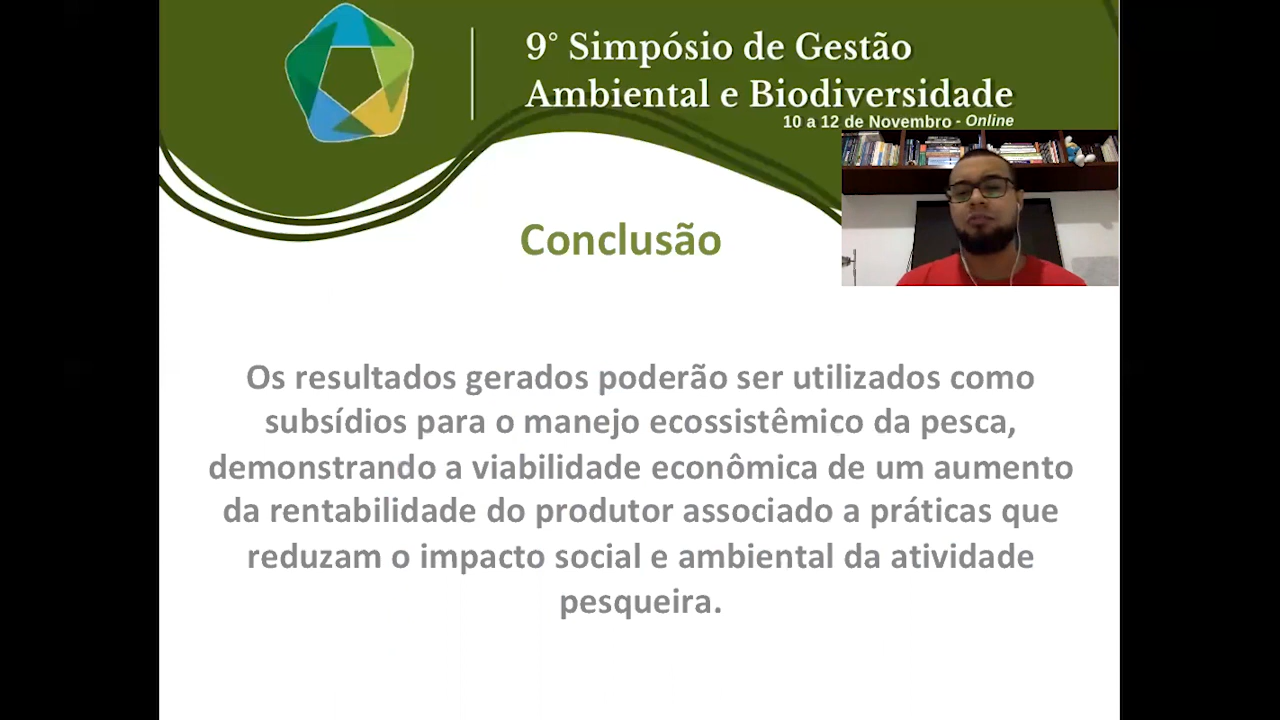 9° Simpósio de Gestão
Ambiental e Biodiversidade
10 a 12 de Novembro - Online
Conclusão
Os resultados gerados poderão ser utilizados como
subsídios para o manejo ecossistêmico da pesca,
demonstrando a viabilidade econômica de um aumento
da rentabilidade do produtor associado a práticas que
reduzam o impacto social e ambiental da atividade
pesqueira.